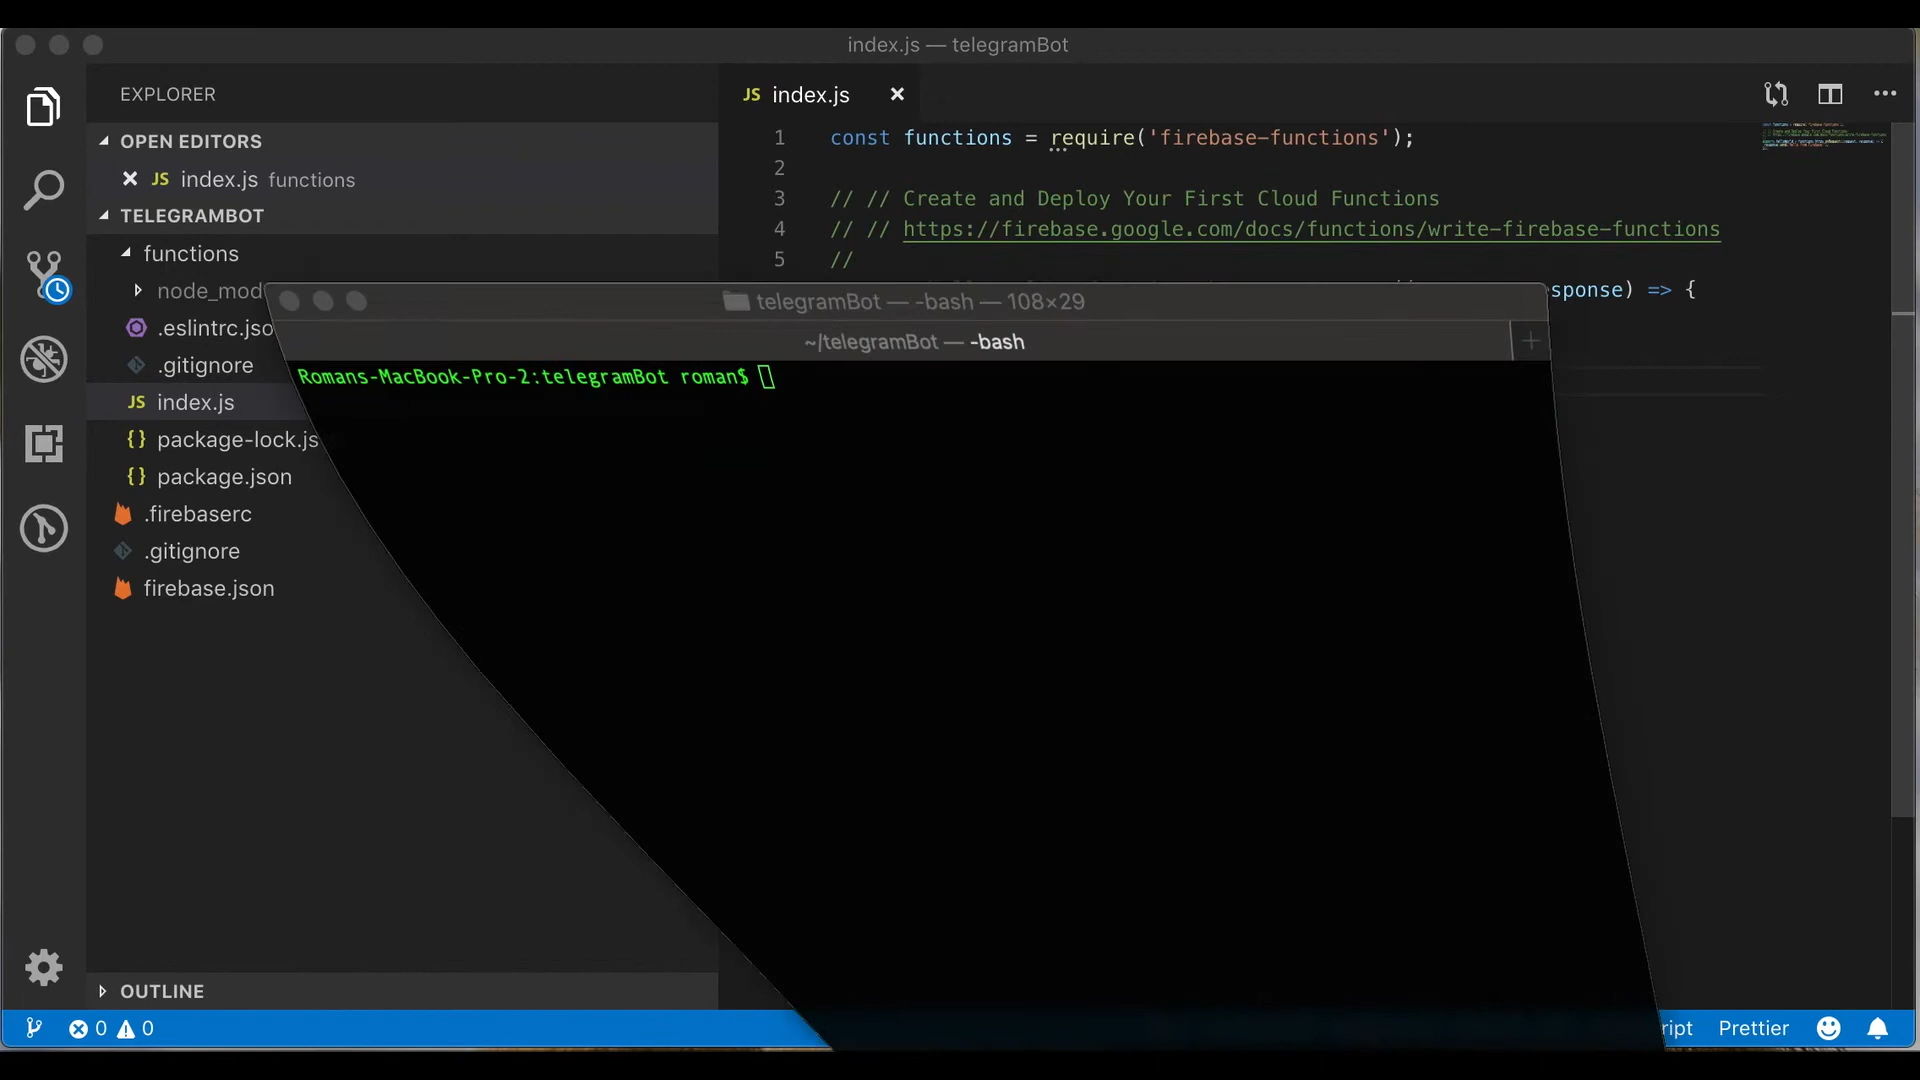 index.js — telegramBot
EXPLORER
OPEN EDITORS
JS index.js functions
TELEGRAMBOT
functions
node_mod
.eslintrc.jso
.gitignore
JS index.js
{} package-lock.js
{} package.json
.firebaserc
.gitignore
firebase.json
OUTLINE
JS index.js
1 const functions = require('firebase-functions');
2
3 // // Create and Deploy Your First Cloud Functions
4 // // https://firebase.google.com/docs/functions/write-firebase-functions
5 //
sponse) => {
telegramBot — -bash — 108×29
~/telegramBot — -bash
Romans-MacBook-Pro-2:telegramBot roman$
0 0
ript Prettier